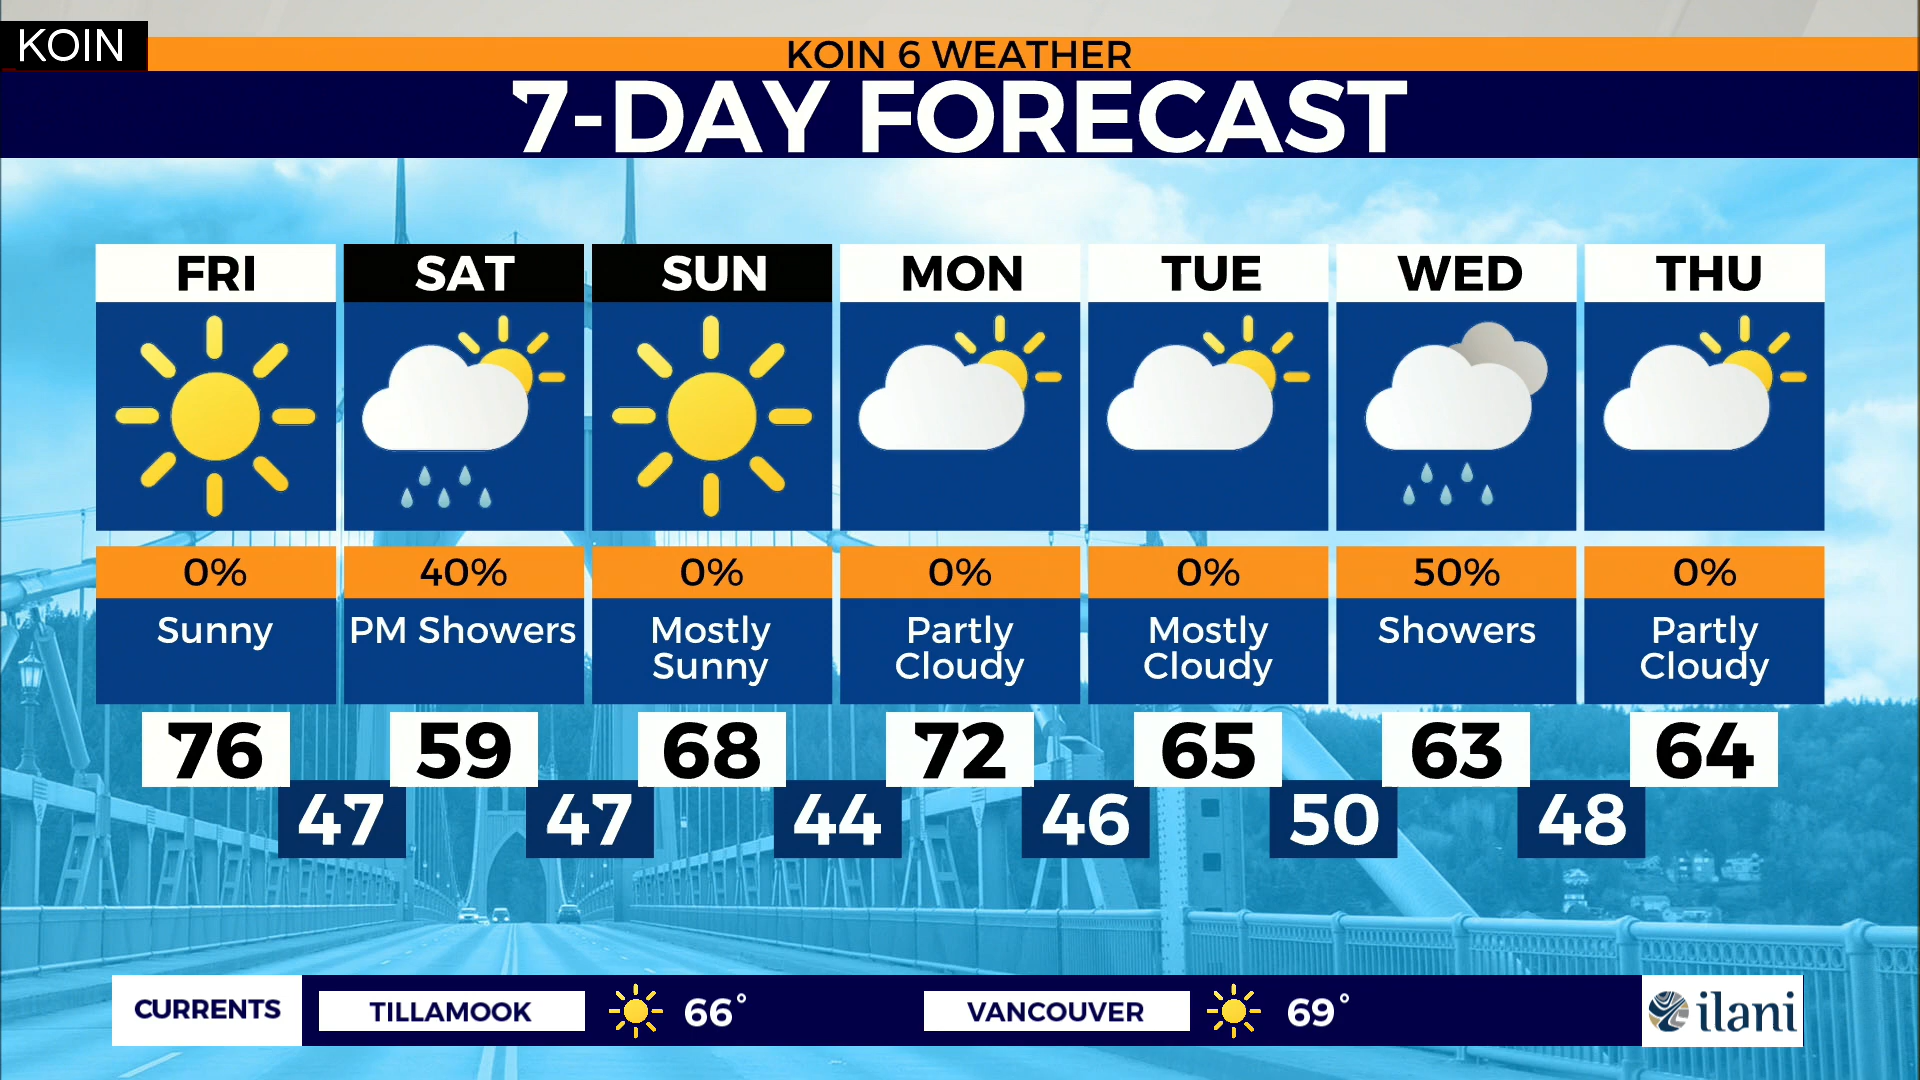 KOIN
KOIN 6 WEATHER
7-DAY FORECAST
FRI SAT SUN MON TUE WED THU
0% 40% 0% 0% 0% 50% 0%
Sunny PM Showers Mostly Sunny Partly Cloudy Mostly Cloudy Showers Partly Cloudy
76 59 68 72 65 63 64
47 47 44 46 50 48
CURRENTS TILLAMOOK 66° VANCOUVER 69° ilani